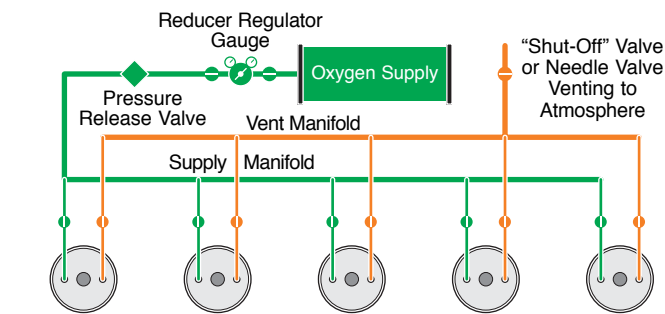 Reducer Regulator
Gauge
Oxygen Supply
“Shut-Off” Valve
or Needle Valve
Venting to
Atmosphere
Pressure
Release Valve
Vent Manifold
Supply Manifold